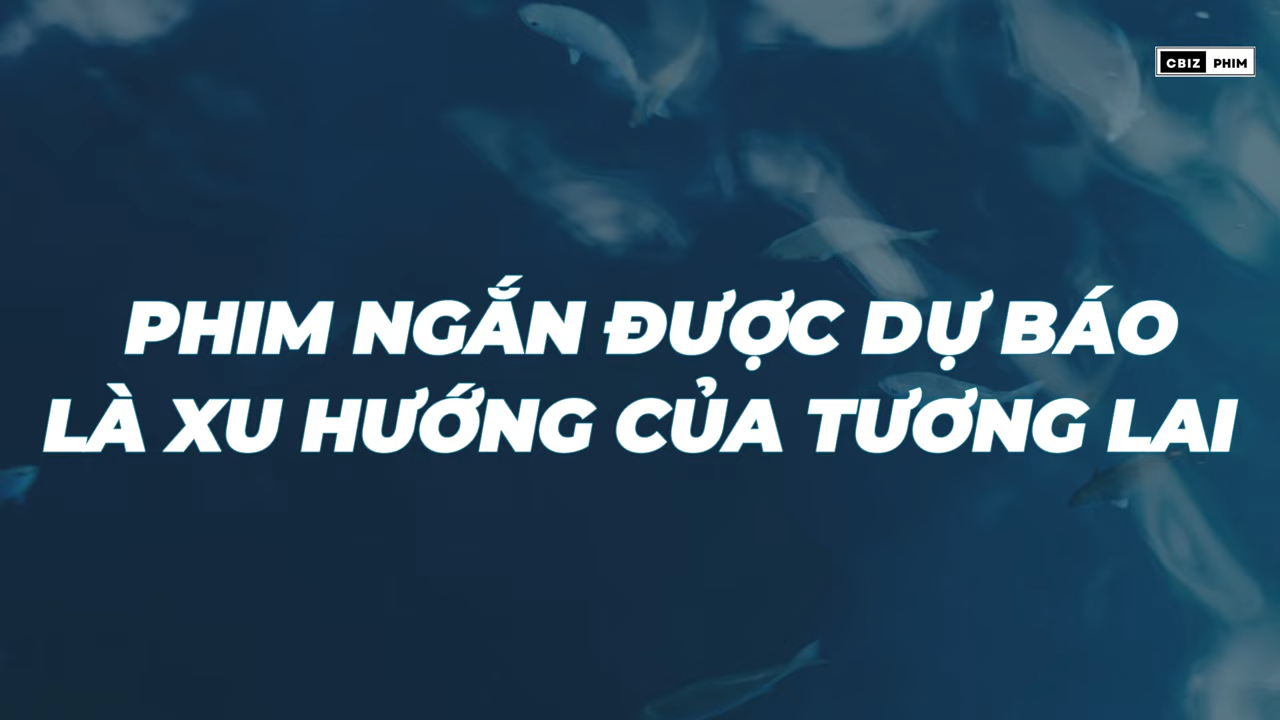 CBIZ PHIM
PHIM NGẮN ĐƯỢC DỰ BÁO
LÀ XU HƯỚNG CỦA TƯƠNG LAI